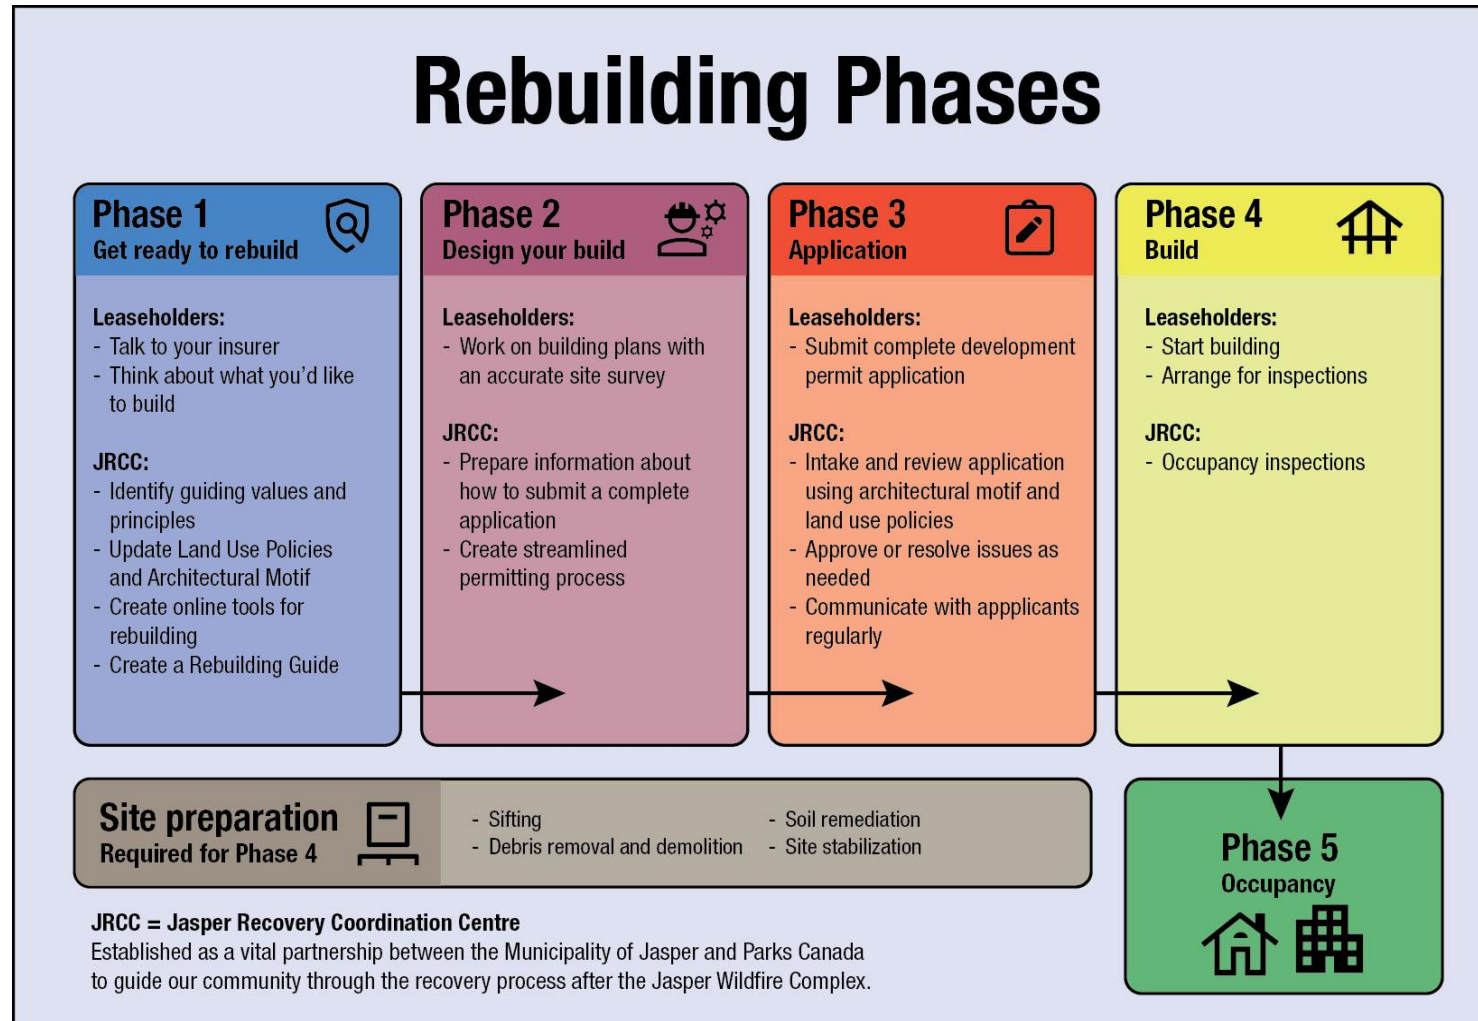 Rebuilding Phases
Phase 1
Get ready to rebuild
Leaseholders:
- Talk to your insurer
- Think about what you'd like
to build
JRCC:
- Identify guiding values and
principles
- Update Land Use Policies
and Architectural Motif
- Create online tools for
rebuilding
- Create a Rebuilding Guide
Phase 2
Design your build
Leaseholders:
- Work on building plans with
an accurate site survey
JRCC:
- Prepare information about
how to submit a complete
application
- Create streamlined
permitting process
Phase 3
Application
Leaseholders:
- Submit complete development
permit application
JRCC:
- Intake and review application
using architectural motif and
land use policies
- Approve or resolve issues as
needed
- Communicate with appplicants
regularly
Phase 4
Build
Leaseholders:
- Start building
- Arrange for inspections
JRCC:
- Occupancy inspections
Site preparation
Required for Phase 4
- Sifting
- Debris removal and demolition
- Soil remediation
- Site stabilization
Phase 5
Occupancy
JRCC = Jasper Recovery Coordination Centre
Established as a vital partnership between the Municipality of Jasper and Parks Canada
to guide our community through the recovery process after the Jasper Wildfire Complex.